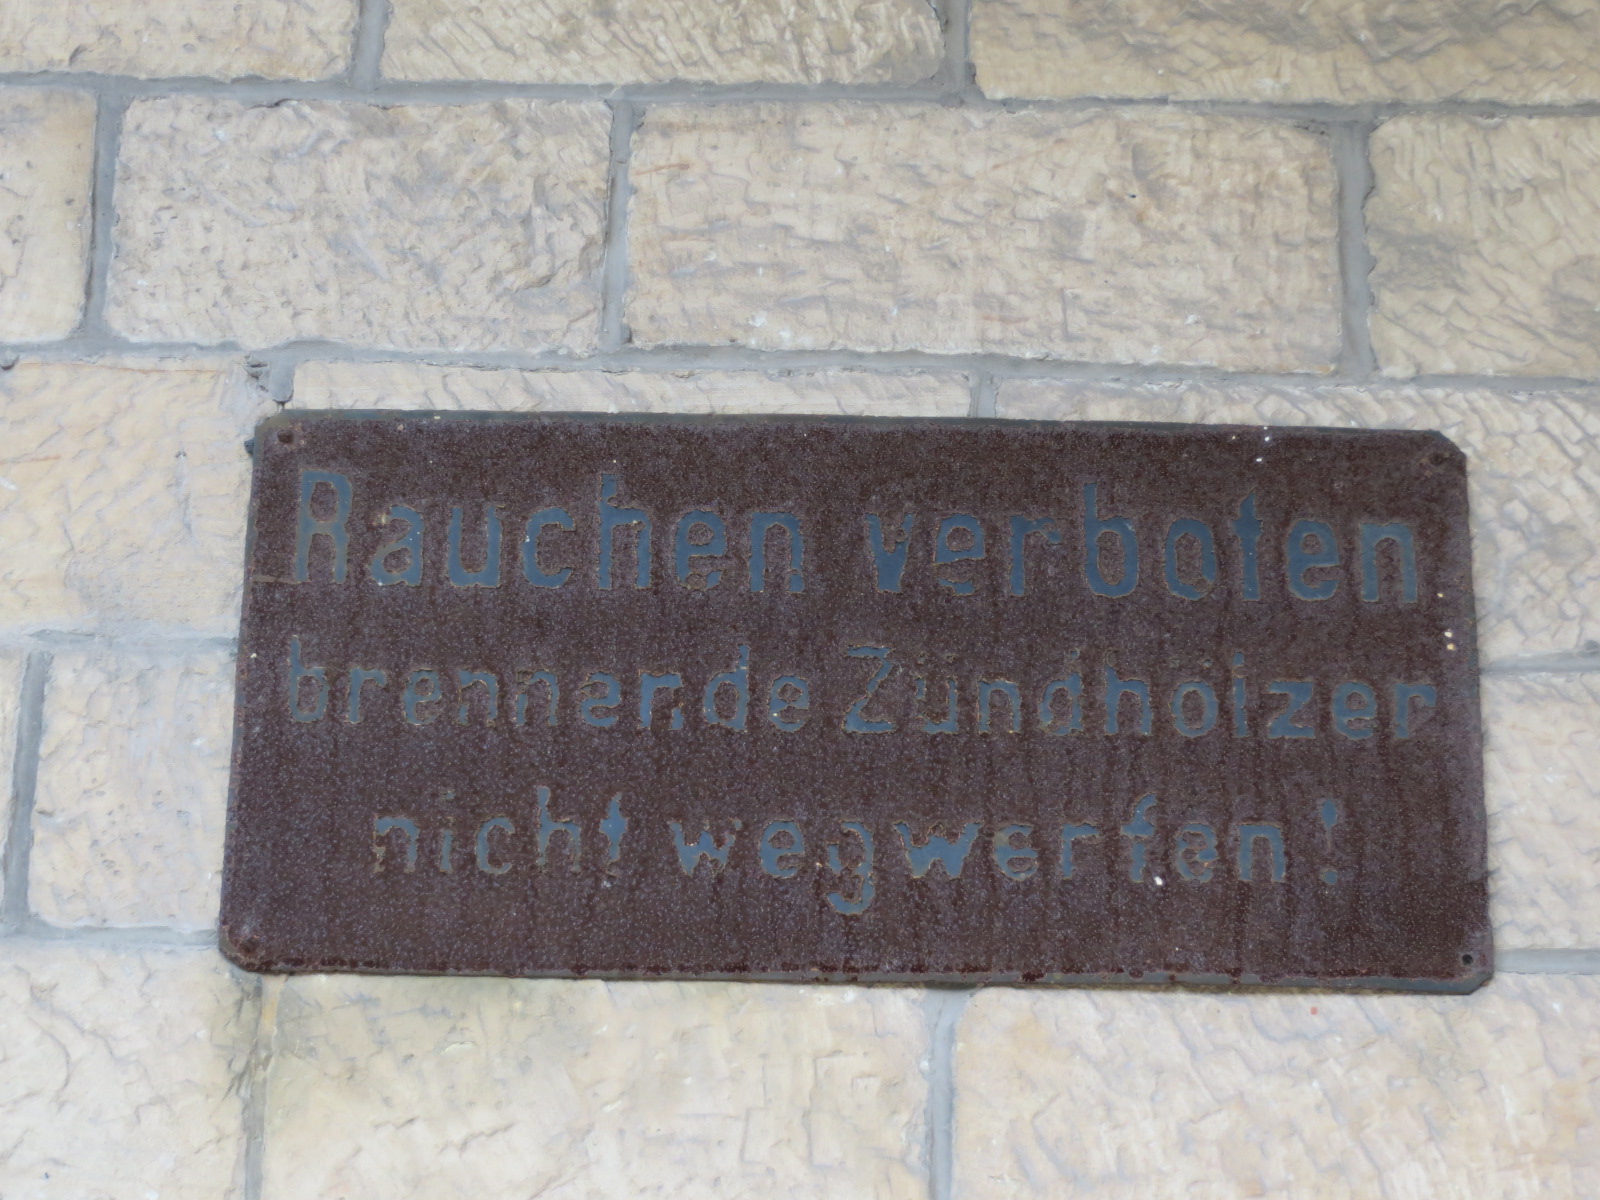 Rauchen verboten
brennende Zündhölzer
nicht wegwerfen!